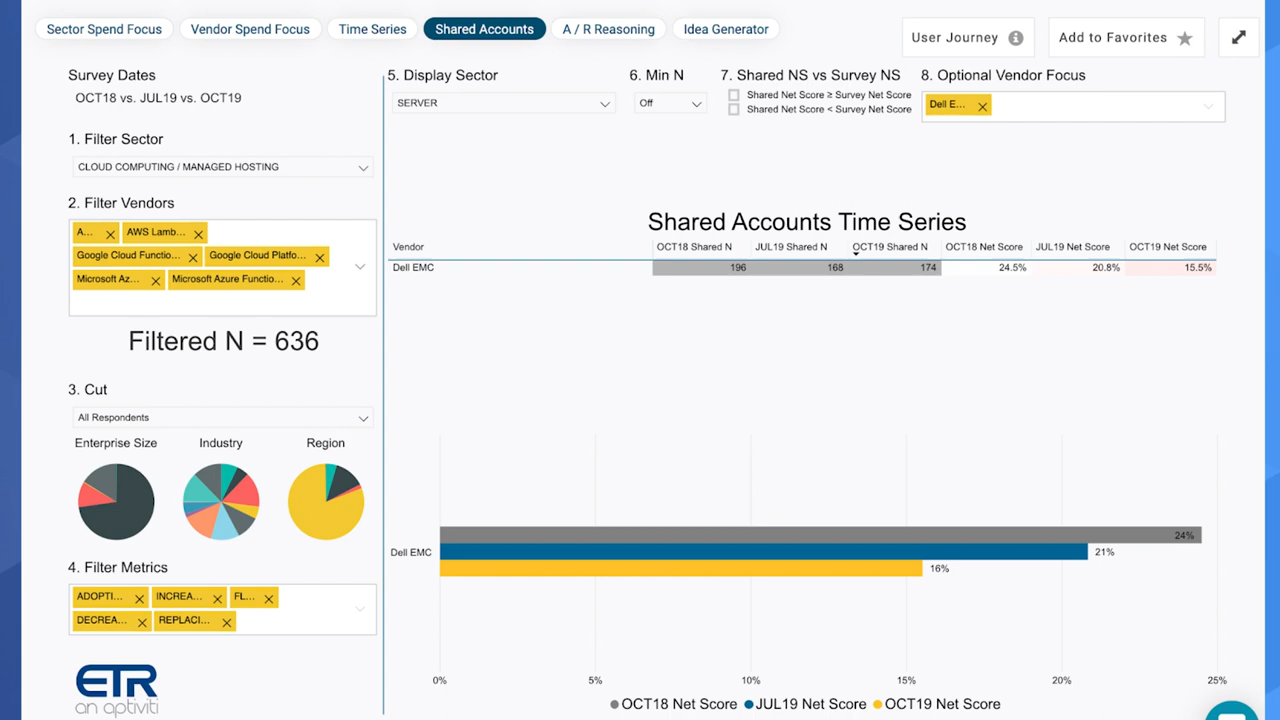 Sector Spend Focus
Vendor Spend Focus
Time Series
Shared Accounts
A / R Reasoning
Idea Generator
User Journey
Add to Favorites
Survey Dates
OCT18 vs. JUL19 vs. OCT19
1. Filter Sector
CLOUD COMPUTING / MANAGED HOSTING
2. Filter Vendors
A...
AWS Lamb...
Google Cloud Functio...
Google Cloud Platfo...
Microsoft Az...
Microsoft Azure Functio...
Filtered N = 636
3. Cut
All Respondents
Enterprise Size
Industry
Region
4. Filter Metrics
ADOPTI...
INCREA...
FL...
DECREA...
REPLACI...
ETR
an aptiviti
5. Display Sector
SERVER
6. Min N
Off
7. Shared NS vs Survey NS
Shared Net Score ≥ Survey Net Score
Shared Net Score < Survey Net Score
8. Optional Vendor Focus
Dell E...
Shared Accounts Time Series
Vendor OCT18 Shared N JUL19 Shared N OCT19 Shared N OCT18 Net Score JUL19 Net Score OCT19 Net Score
Dell EMC 196 168 174 24.5% 20.8% 15.5%
24%
Dell EMC
21%
16%
0% 5% 10% 15% 20% 25%
OCT18 Net Score JUL19 Net Score OCT19 Net Score